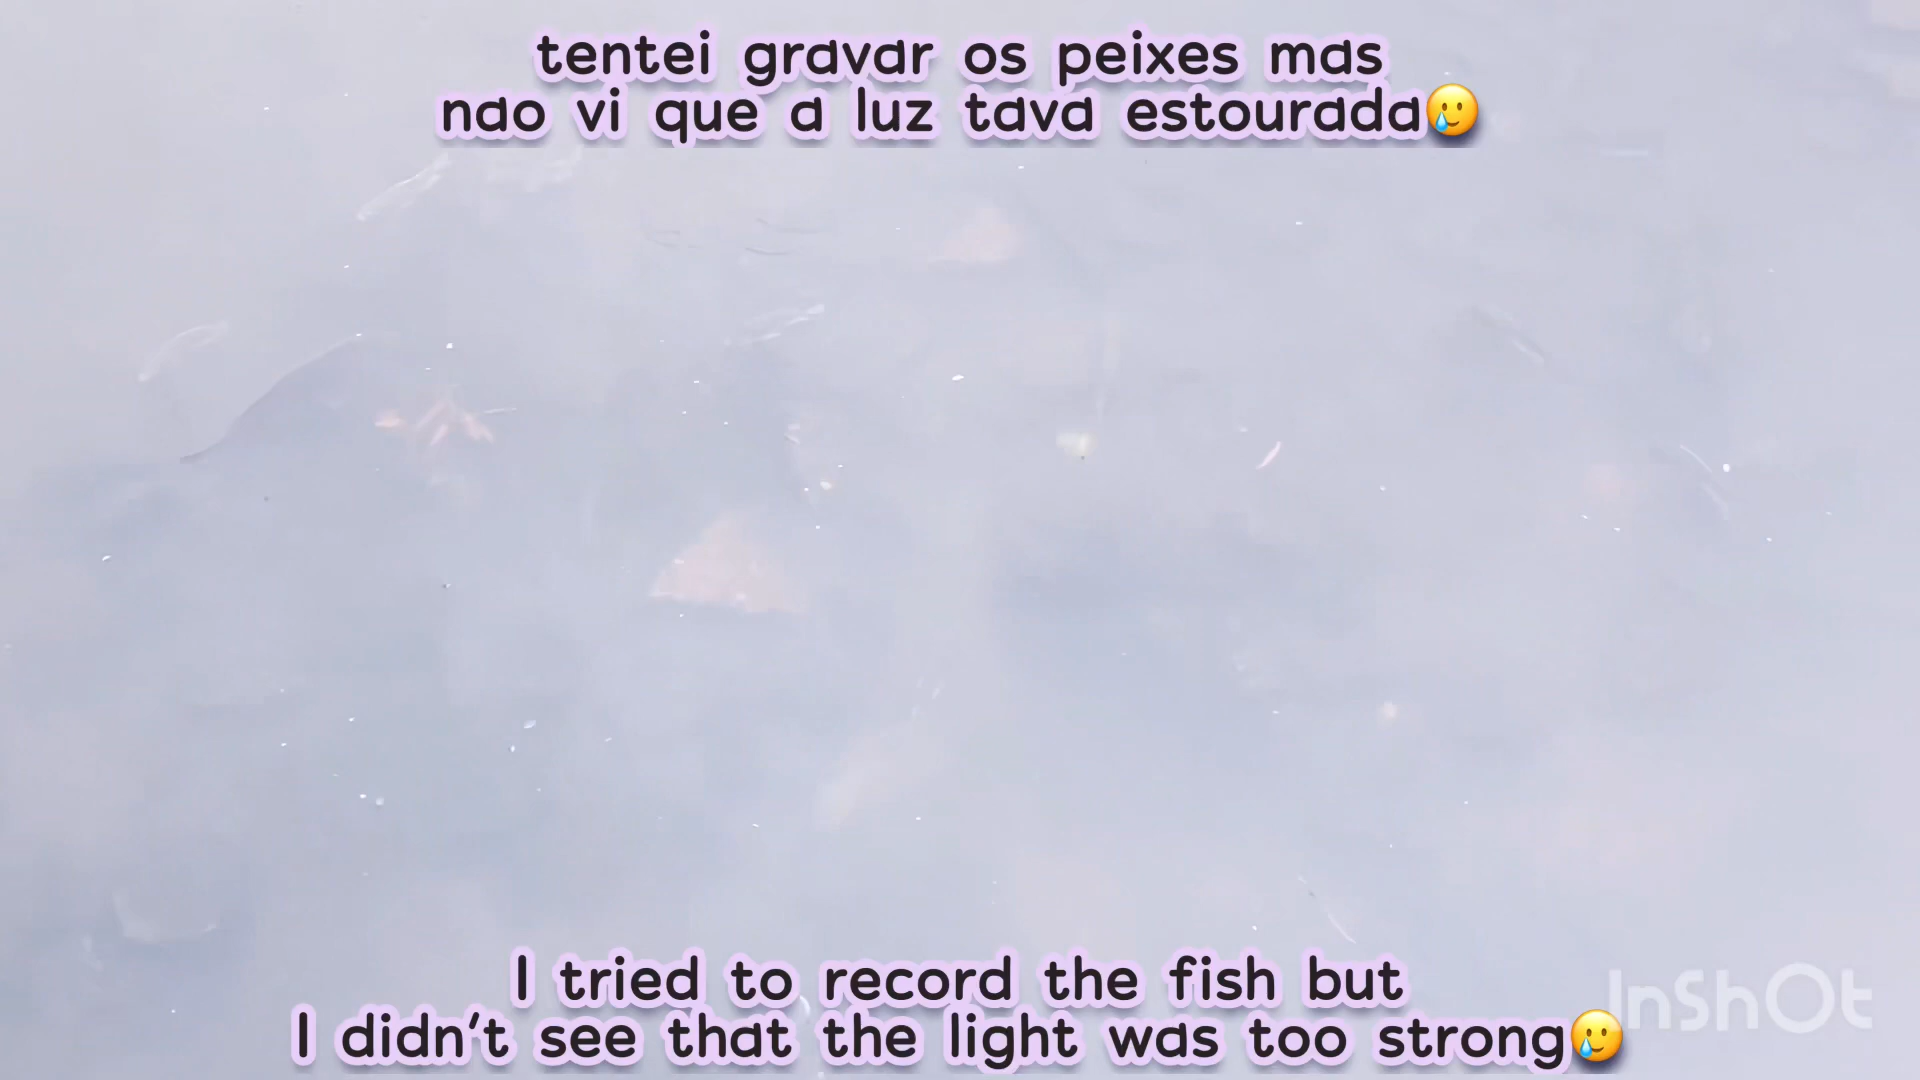 tentei gravar os peixes mas
nao vi que a luz tava estourada🥲
I tried to record the fish but
I didn't see that the light was too strong🥲
InShOt